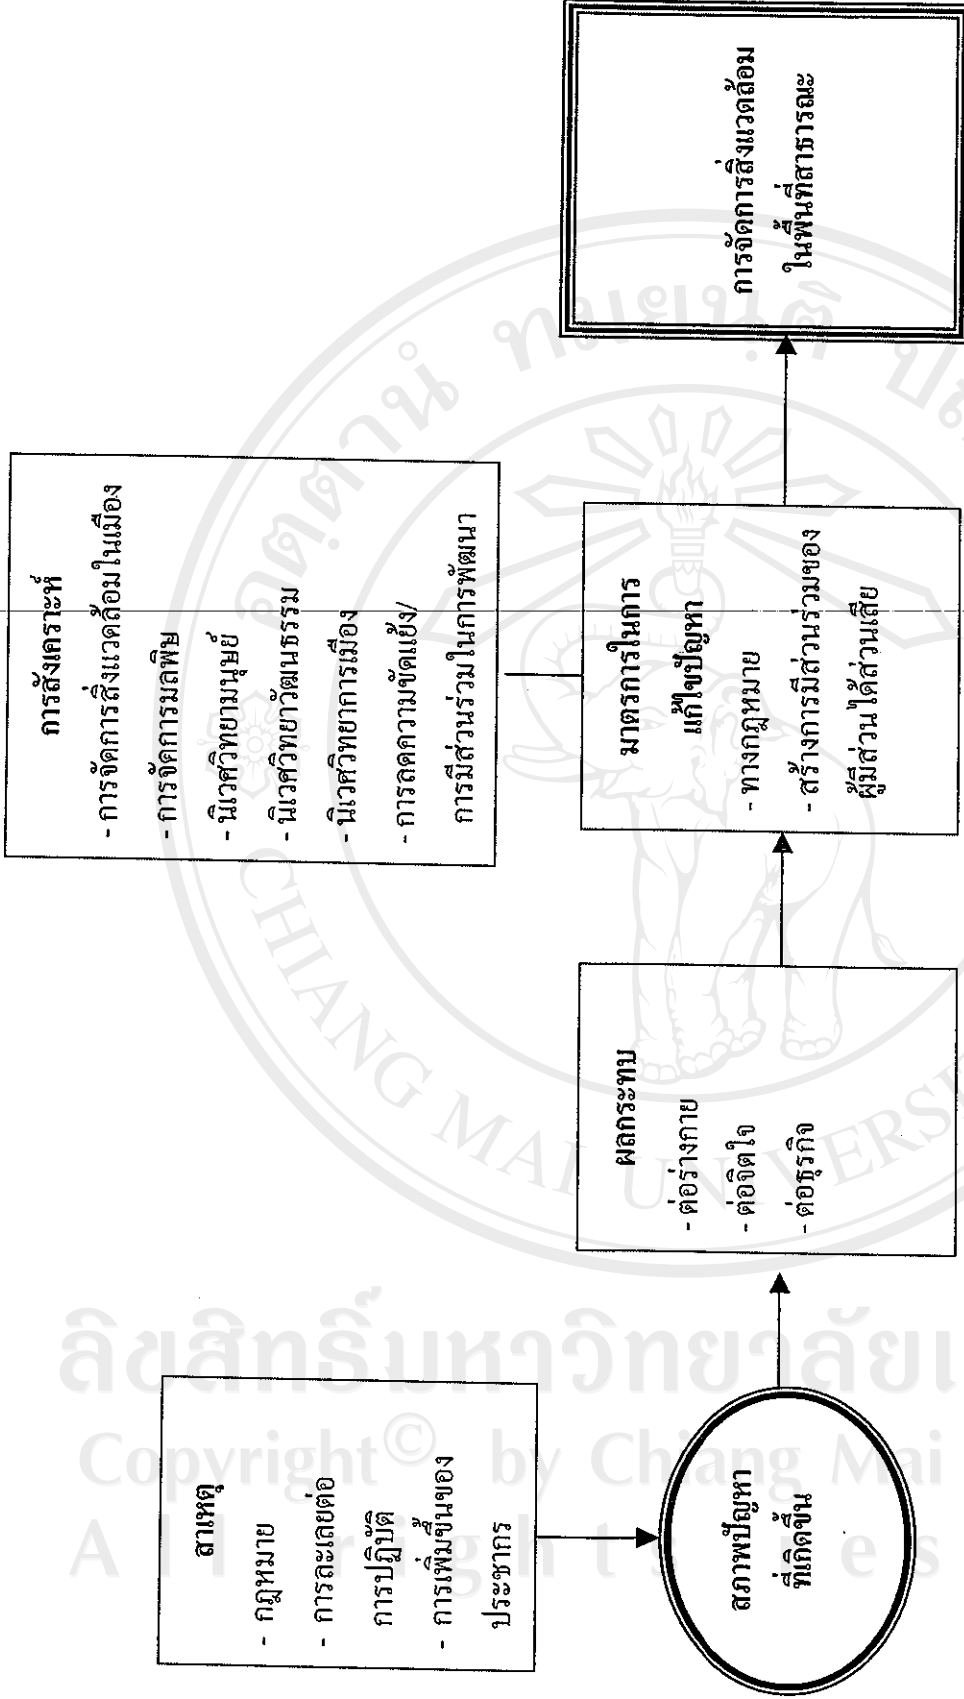 การสังเคราะห์
- การจัดการสิ่งแวดล้อมในเมือง
- การจัดการมลพิษ
- นิเวศวิทยามนุษย์
- นิเวศวิทยาวัฒนธรรม
- นิเวศวิทยาการเมือง
- การลดความขัดแย้ง/
การมีส่วนร่วมในการพัฒนา
สาเหตุ
- กฎหมาย
- การละเลยต่อ
การปฏิบัติ
- การเพิ่มขึ้นของ
ประชากร
สภาพปัญหา
ที่เกิดขึ้น
ผลกระทบ
- ต่อร่างกาย
- ต่อจิตใจ
- ต่อธุรกิจ
มาตรการในการ
แก้ไขปัญหา
- ทางกฎหมาย
- สร้างการมีส่วนร่วมของ
ผู้มีส่วนได้ส่วนเสีย
การจัดการสิ่งแวดล้อม
ในพื้นที่สาธารณะ
CHIANG MAI UNIVERSI
ลิขสิทธิ์มหาวิทยาลัย
Copyright© by Chiang Mai
All rights res